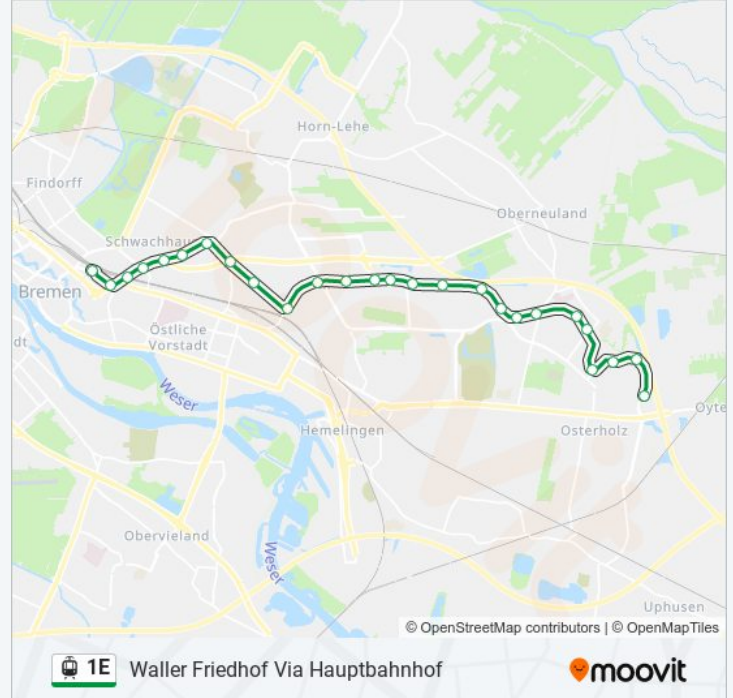 Horn-Lehe
Findorff
Oberneuland
Schwachhau
Bremen
Östliche
Vorstadt
dt
Weser
Oyte
Hemelingen
Osterholz
Obervieland
Weser
Uphusen
© OpenStreetMap contributors | © OpenMapTiles
1E Waller Friedhof Via Hauptbahnhof
moovit